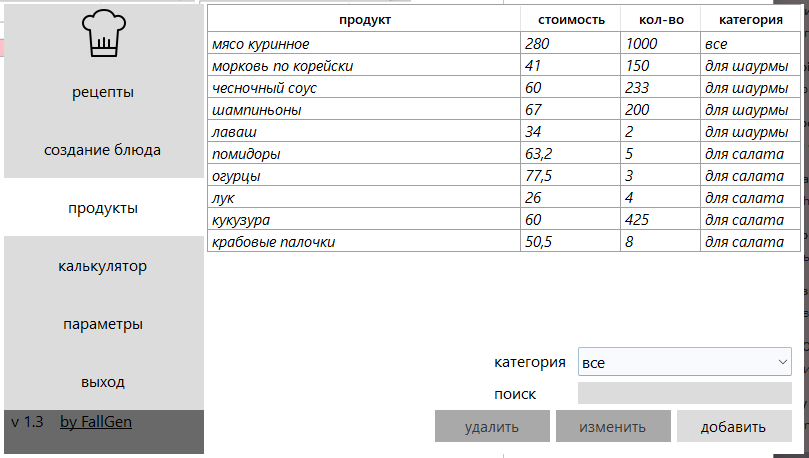 рецепты
создание блюда
продукты
калькулятор
параметры
выход
v 1.3 by FallGen
продукт стоимость кол-во категория
мясо куринное 280 1000 все
морковь по корейски 41 150 для шаурмы
чесночный соус 60 233 для шаурмы
шампиньоны 67 200 для шаурмы
лаваш 34 2 для шаурмы
помидоры 63,2 5 для салата
огурцы 77,5 3 для салата
лук 26 4 для салата
кукузура 60 425 для салата
крабовые палочки 50,5 8 для салата
категория все
поиск
удалить изменить добавить